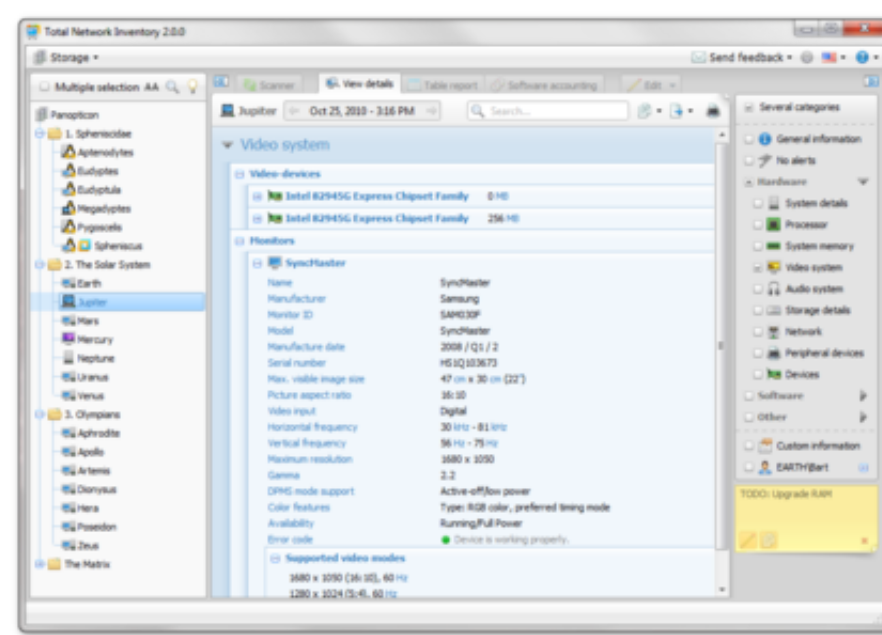 Total Network Inventory 2.0.0
Storage
Send feedback
Multiple selection AA
Scanner
View details
Table report
Software accounting
Edit
Panopticon
1. Spheniscidae
Aptenodytes
Eudyptes
Eudyptula
Megadyptes
Pygoscelis
Spheniscus
2. The Solar System
Earth
Jupiter
Mars
Mercury
Neptune
Uranus
Venus
3. Olympians
Aphrodite
Apollo
Artemis
Dionysus
Hera
Poseidon
Zeus
The Matrix
Jupiter Oct 25, 2010 - 3:16 PM Search...
Video system
Video devices
Intel 82945G Express Chipset Family 0 MB
Intel 82945G Express Chipset Family 256 MB
Monitors
SyncMaster
Name SyncMaster
Manufacturer Samsung
Monitor ID SAM030F
Model SyncMaster
Manufacture date 2008 / Q1 / 2
Serial number HS1Q103673
Max. visible image size 47 cm x 30 cm (22")
Picture aspect ratio 16:10
Video input Digital
Horizontal frequency 30 kHz - 81 kHz
Vertical frequency 56 Hz - 75 Hz
Maximum resolution 1680 x 1050
Gamma 2.2
DPMS mode support Active-off/low power
Color features Type: RGB color, preferred timing mode
Availability Running/Full Power
Error code Device is working properly.
Supported video modes
1680 x 1050 (16:10), 60 Hz
1280 x 1024 (5:4), 60 Hz
Several categories
General information
No alerts
Hardware
System details
Processor
System memory
Video system
Audio system
Storage details
Network
Peripheral devices
Devices
Software
Other
Custom information
EARTH\Bart
TODO: Upgrade RAM